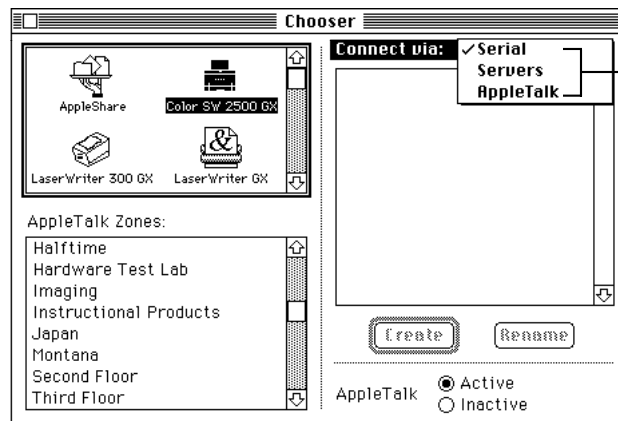 Chooser
AppleShare
Color SW 2500 GX
LaserWriter 300 GX
LaserWriter GX
AppleTalk Zones:
Halftime
Hardware Test Lab
Imaging
Instructional Products
Japan
Montana
Second Floor
Third Floor
Connect via:
✓Serial
Servers
AppleTalk
Create
Rename
AppleTalk
Active
Inactive